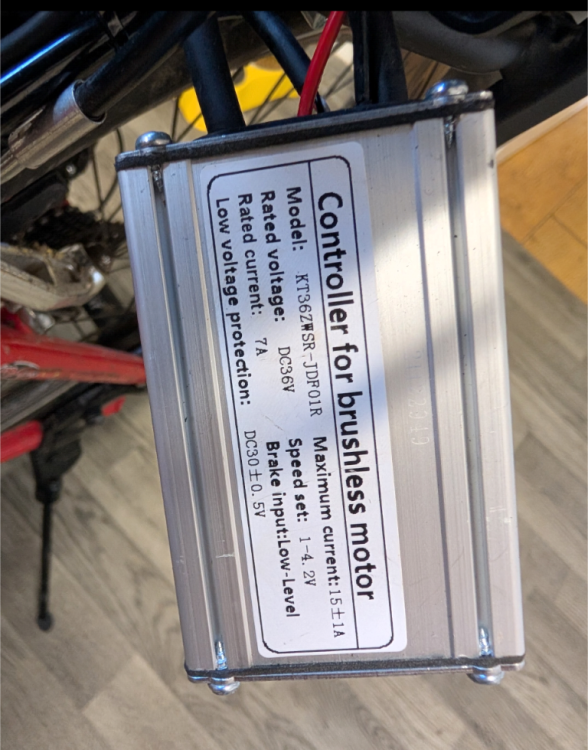 Controller for brushless motor
Model: KT36ZWSR-JDF01R Maximum current:15±1A
Rated voltage: DC36V Speed set: 1-4.2V
Rated current: 7A Brake input:Low-Level
Low voltage protection: DC30±0.5V